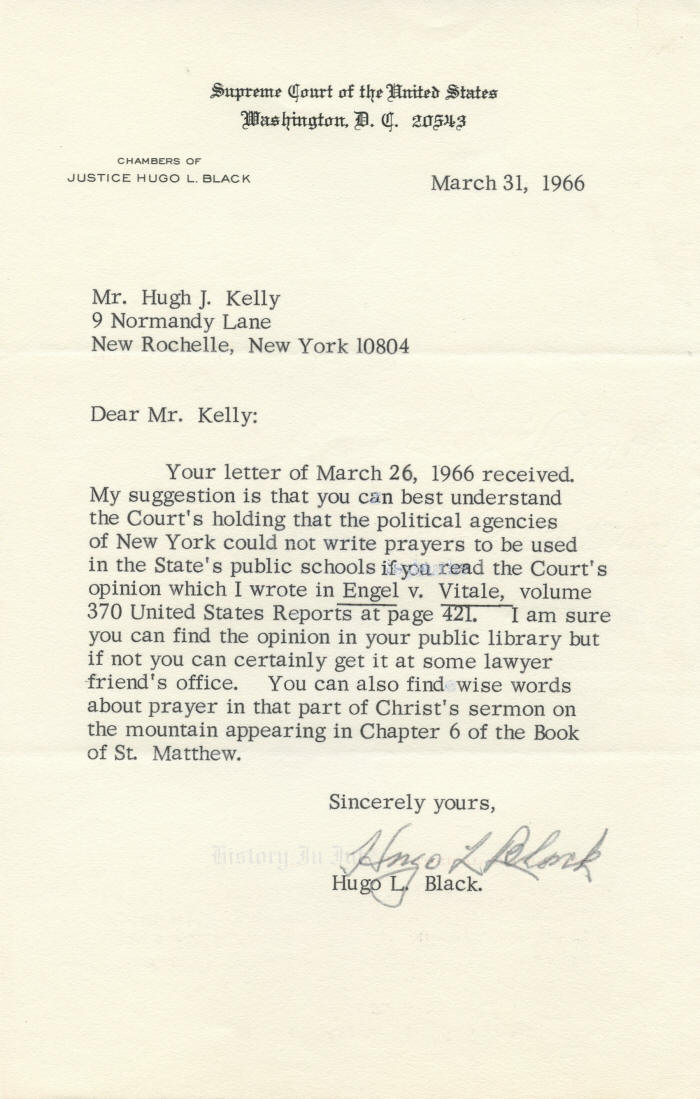 Supreme Court of the United States
Washington, D. C. 20543
CHAMBERS OF
JUSTICE HUGO L. BLACK
March 31, 1966
Mr. Hugh J. Kelly
9 Normandy Lane
New Rochelle, New York 10804
Dear Mr. Kelly:
Your letter of March 26, 1966 received.
My suggestion is that you can best understand
the Court's holding that the political agencies
of New York could not write prayers to be used
in the State's public schools if you read the Court's
opinion which I wrote in Engel v. Vitale, volume
370 United States Reports at page 421. I am sure
you can find the opinion in your public library but
if not you can certainly get it at some lawyer
friend's office. You can also find wise words
about prayer in that part of Christ's sermon on
the mountain appearing in Chapter 6 of the Book
of St. Matthew.
Sincerely yours,
History In
Hugo L Black
Hugo L. Black.